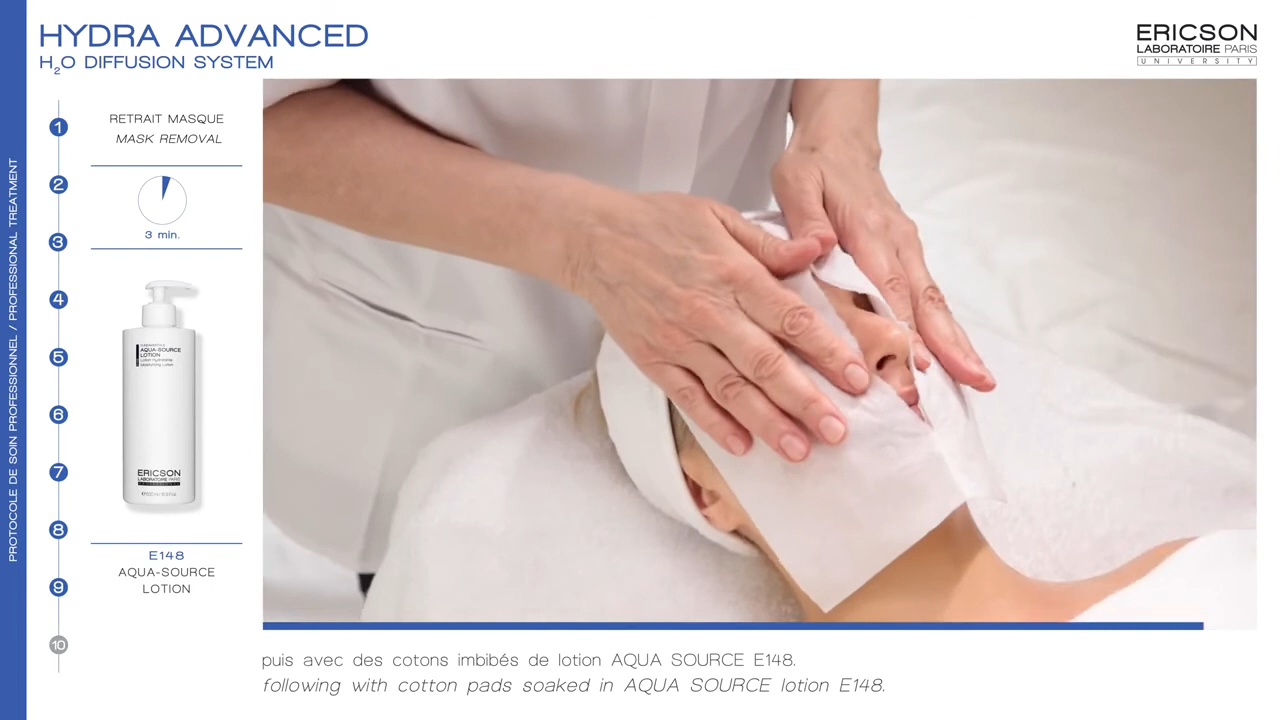 HYDRA ADVANCED
H₂O DIFFUSION SYSTEM
ERICSON
LABORATOIRE PARIS
UNIVERSITY
PROTOCOLE DE SOIN PROFESSIONNEL / PROFESSIONAL TREATMENT
1
2
3
4
5
6
7
8
9
10
RETRAIT MASQUE
MASK REMOVAL
3 min.
AQUA-SOURCE
LOTION
ERICSON
LABORATOIRE PARIS
E148
AQUA-SOURCE
LOTION
puis avec des cotons imbibés de lotion AQUA SOURCE E148.
following with cotton pads soaked in AQUA SOURCE lotion E148.